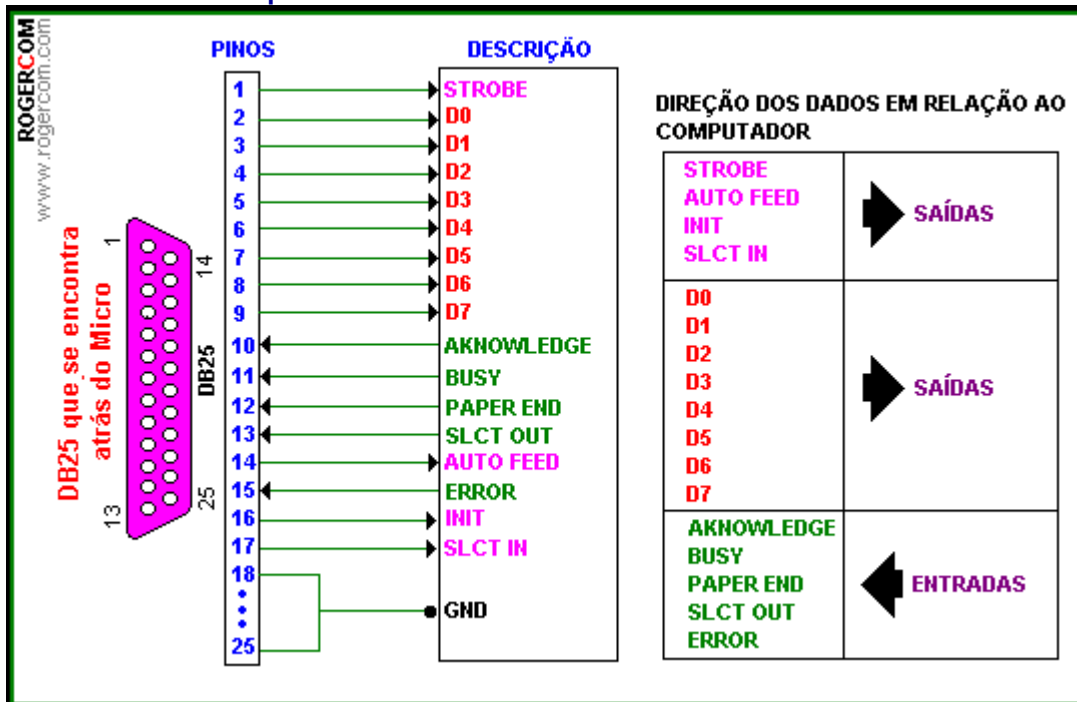 ROGERCOM
www.rogercom.com
DB25 que se encontra
atrás do Micro
1
14
13
25
DB25
PINOS DESCRIÇÃO
1 STROBE
2 D0
3 D1
4 D2
5 D3
6 D4
7 D5
8 D6
9 D7
10 AKNOWLEDGE
11 BUSY
12 PAPER END
13 SLCT OUT
14 AUTO FEED
15 ERROR
16 INIT
17 SLCT IN
18
GND
25
DIREÇÃO DOS DADOS EM RELAÇÃO AO
COMPUTADOR
STROBE
AUTO FEED
INIT
SLCT IN
SAÍDAS
D0
D1
D2
D3
D4
D5
D6
D7
SAÍDAS
AKNOWLEDGE
BUSY
PAPER END
SLCT OUT
ERROR
ENTRADAS